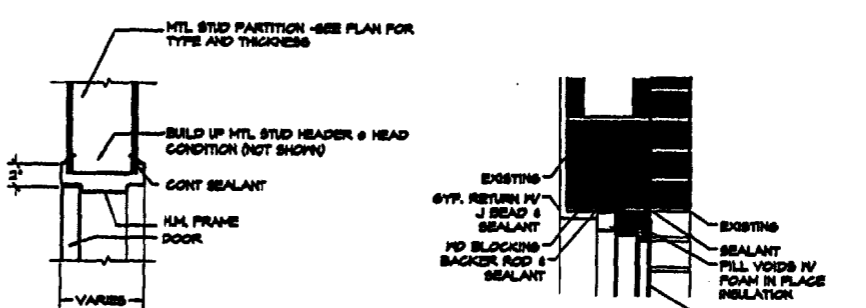 MTL STUD PARTITION -SEE PLAN FOR
TYPE AND THICKNESS
BUILD UP MTL STUD HEADER @ HEAD
CONDITION (NOT SHOWN)
CONT SEALANT
H.M. FRAME
DOOR
VARIES
EXISTING
GYP. RETURN W/
J BEAD &
SEALANT
WD BLOCKING
BACKER ROD &
SEALANT
EXISTING
SEALANT
FILL VOIDS W/
FOAM IN PLACE
INSULATION